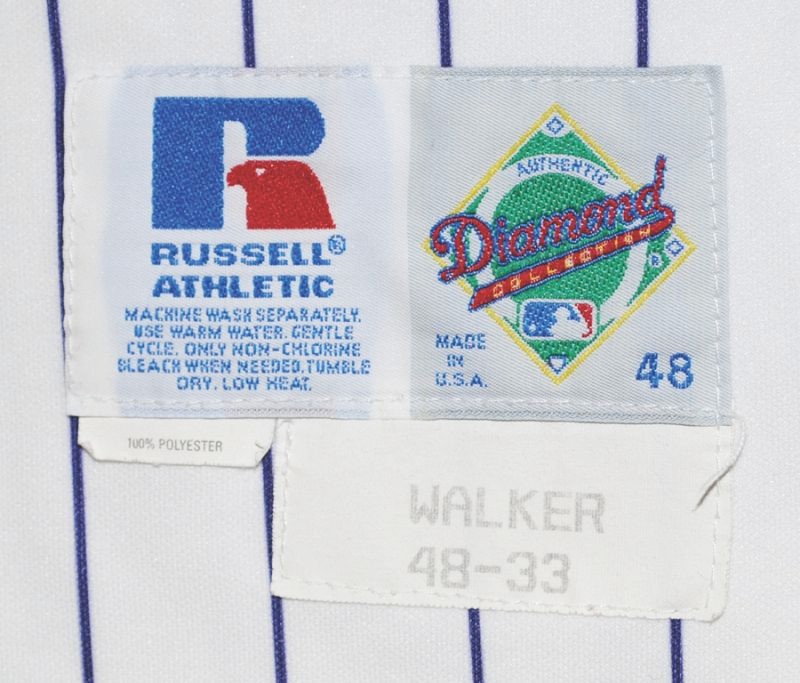 RUSSELL®
ATHLETIC
MACHINE WASH SEPARATELY.
USE WARM WATER. GENTLE
CYCLE. ONLY NON-CHLORINE
BLEACH WHEN NEEDED. TUMBLE
DRY. LOW HEAT.
AUTHENTIC
Diamond
COLLECTION
®
MADE
IN
U.S.A.
48
100% POLYESTER
WALKER
48-33